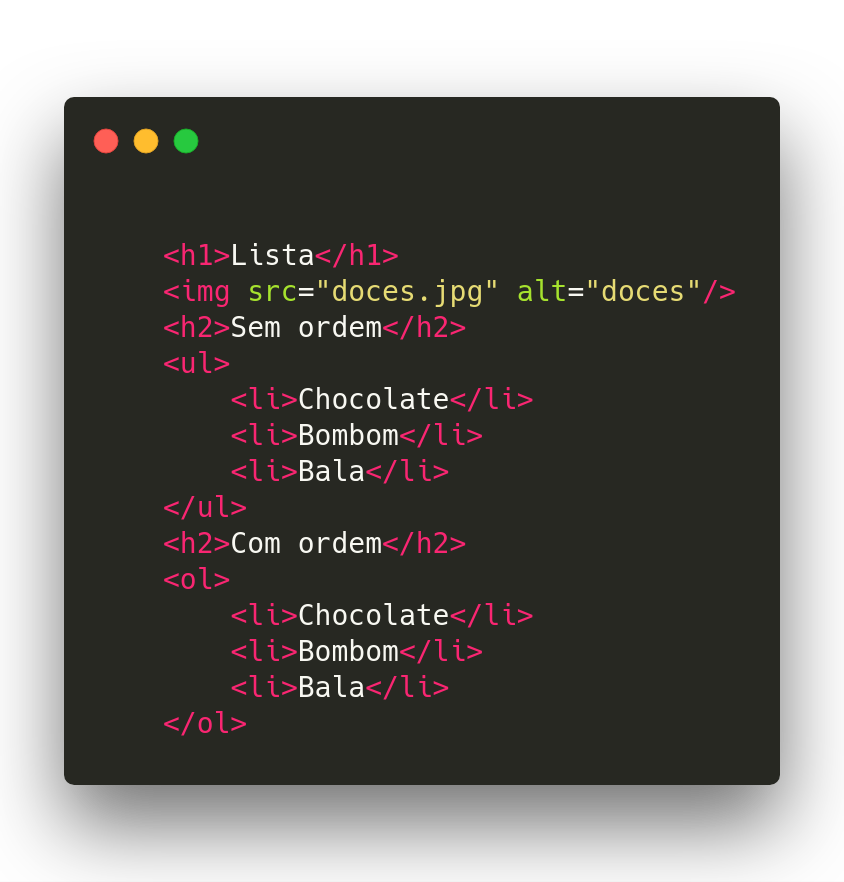 <h1>Lista</h1>
<img src="doces.jpg" alt="doces"/>
<h2>Sem ordem</h2>
<ul>
    <li>Chocolate</li>
    <li>Bombom</li>
    <li>Bala</li>
</ul>
<h2>Com ordem</h2>
<ol>
    <li>Chocolate</li>
    <li>Bombom</li>
    <li>Bala</li>
</ol>